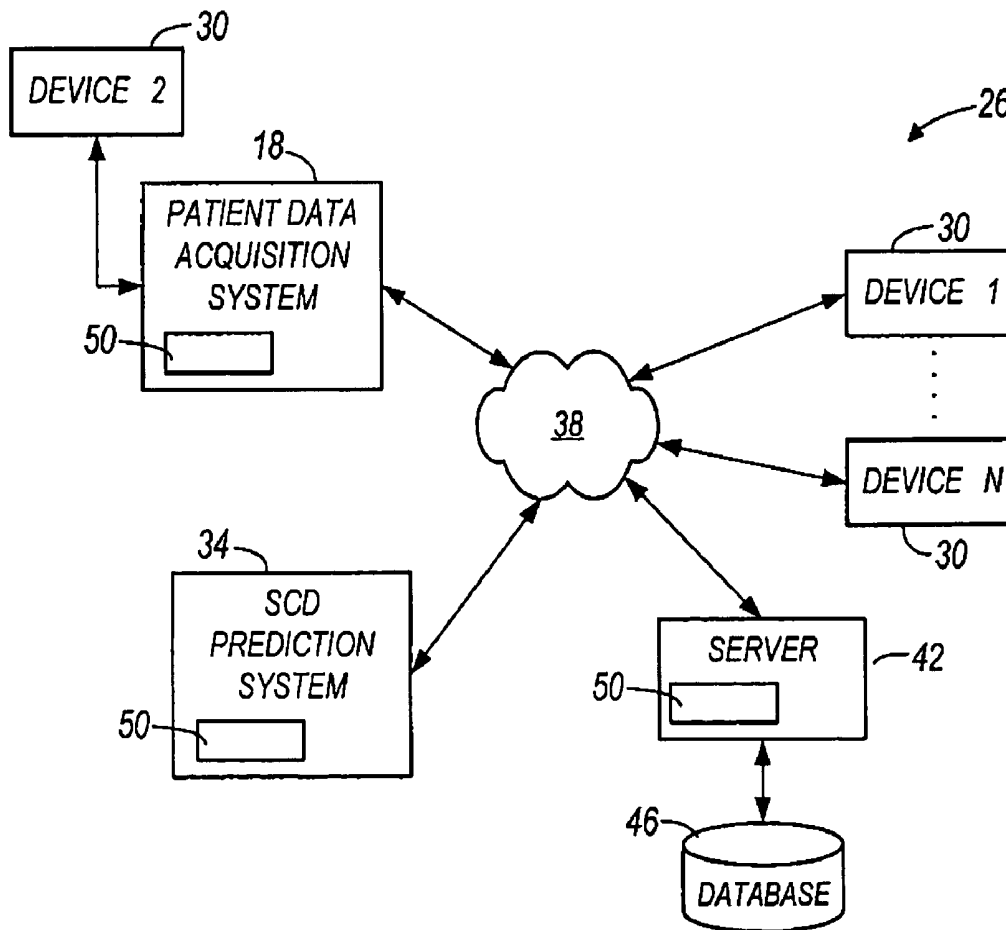 30
DEVICE 2
26
18
PATIENT DATA
ACQUISITION
SYSTEM
50
30
DEVICE 1
38
DEVICE N
30
34
SCD
PREDICTION
SYSTEM
50
SERVER
42
50
46
DATABASE